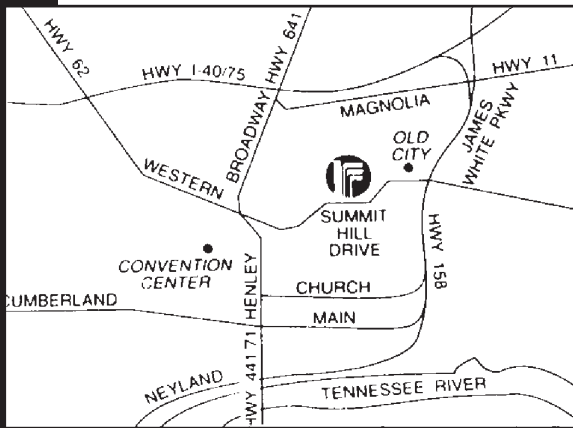 HWY 62
HWY I-40/75
BROADWAY HWY 641
HWY 11
MAGNOLIA
OLD
CITY
JAMES
WHITE PKWY
WESTERN
SUMMIT
HILL
DRIVE
HWY 158
CONVENTION
CENTER
HWY 441 71 HENLEY
CHURCH
CUMBERLAND
MAIN
NEYLAND
TENNESSEE RIVER